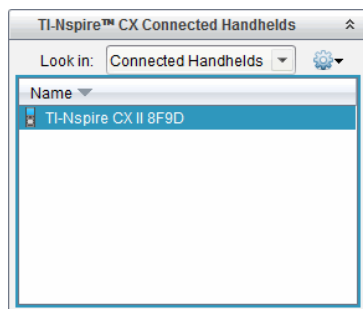 TI-Nspire™ CX Connected Handhelds
Look in: Connected Handhelds
Name
TI-Nspire CX II 8F9D